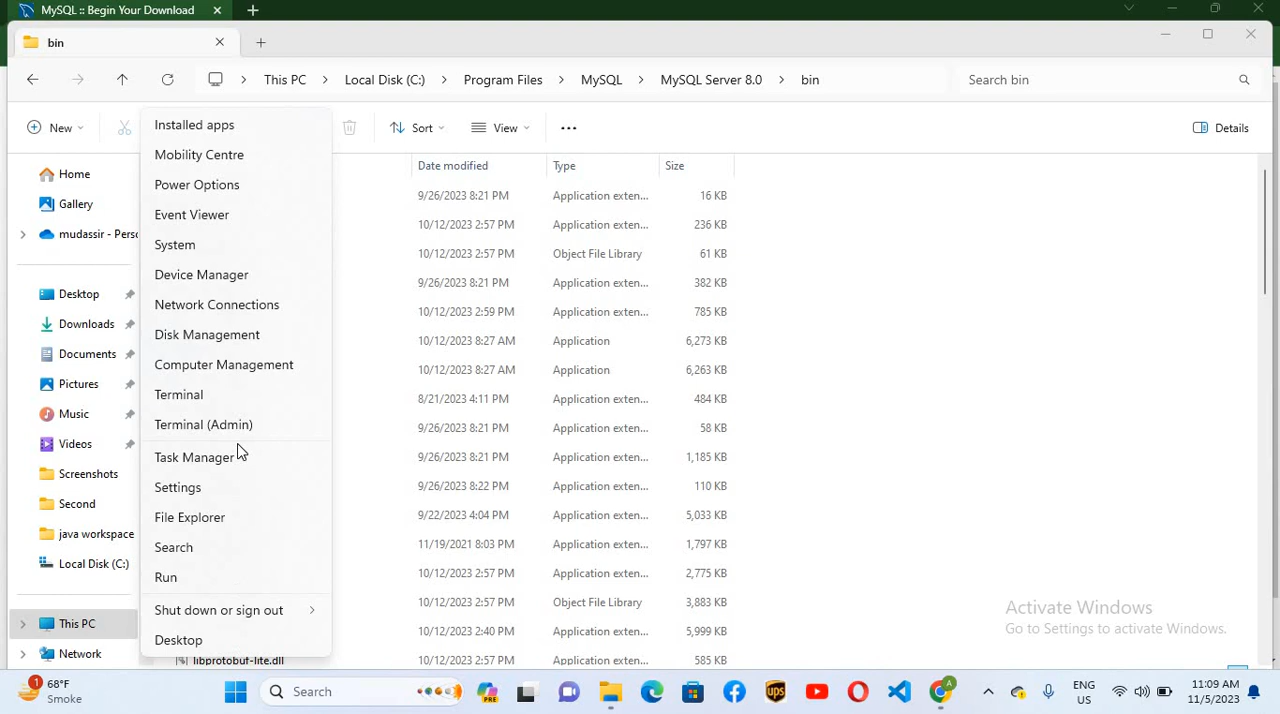 MySQL :: Begin Your Download
bin
This PC > Local Disk (C:) > Program Files > MySQL > MySQL Server 8.0 > bin
Search bin
New
Sort
View
Details
Home
Gallery
mudassir - Perso
Desktop
Downloads
Documents
Pictures
Music
Videos
Screenshots
Second
java workspace
Local Disk (C:)
This PC
Network
Installed apps
Mobility Centre
Power Options
Event Viewer
System
Device Manager
Network Connections
Disk Management
Computer Management
Terminal
Terminal (Admin)
Task Manager
Settings
File Explorer
Search
Run
Shut down or sign out
Desktop
libprotobuf-lite.dll
Date modified Type Size
9/26/2023 8:21 PM Application exten... 16 KB
10/12/2023 2:57 PM Application exten... 236 KB
10/12/2023 2:57 PM Object File Library 61 KB
9/26/2023 8:21 PM Application exten... 382 KB
10/12/2023 2:59 PM Application exten... 785 KB
10/12/2023 8:27 AM Application 6,273 KB
10/12/2023 8:27 AM Application 6,263 KB
8/21/2023 4:11 PM Application exten... 484 KB
9/26/2023 8:21 PM Application exten... 58 KB
9/26/2023 8:21 PM Application exten... 1,185 KB
9/26/2023 8:22 PM Application exten... 110 KB
9/22/2023 4:04 PM Application exten... 5,033 KB
11/19/2021 8:03 PM Application exten... 1,797 KB
10/12/2023 2:57 PM Application exten... 2,775 KB
10/12/2023 2:57 PM Object File Library 3,883 KB
10/12/2023 2:40 PM Application exten... 5,999 KB
10/12/2023 2:57 PM Application exten... 585 KB
Activate Windows
Go to Settings to activate Windows.
1
68°F
Smoke
Search
PRE
ups
A
ENG
US
11:09 AM
11/5/2023